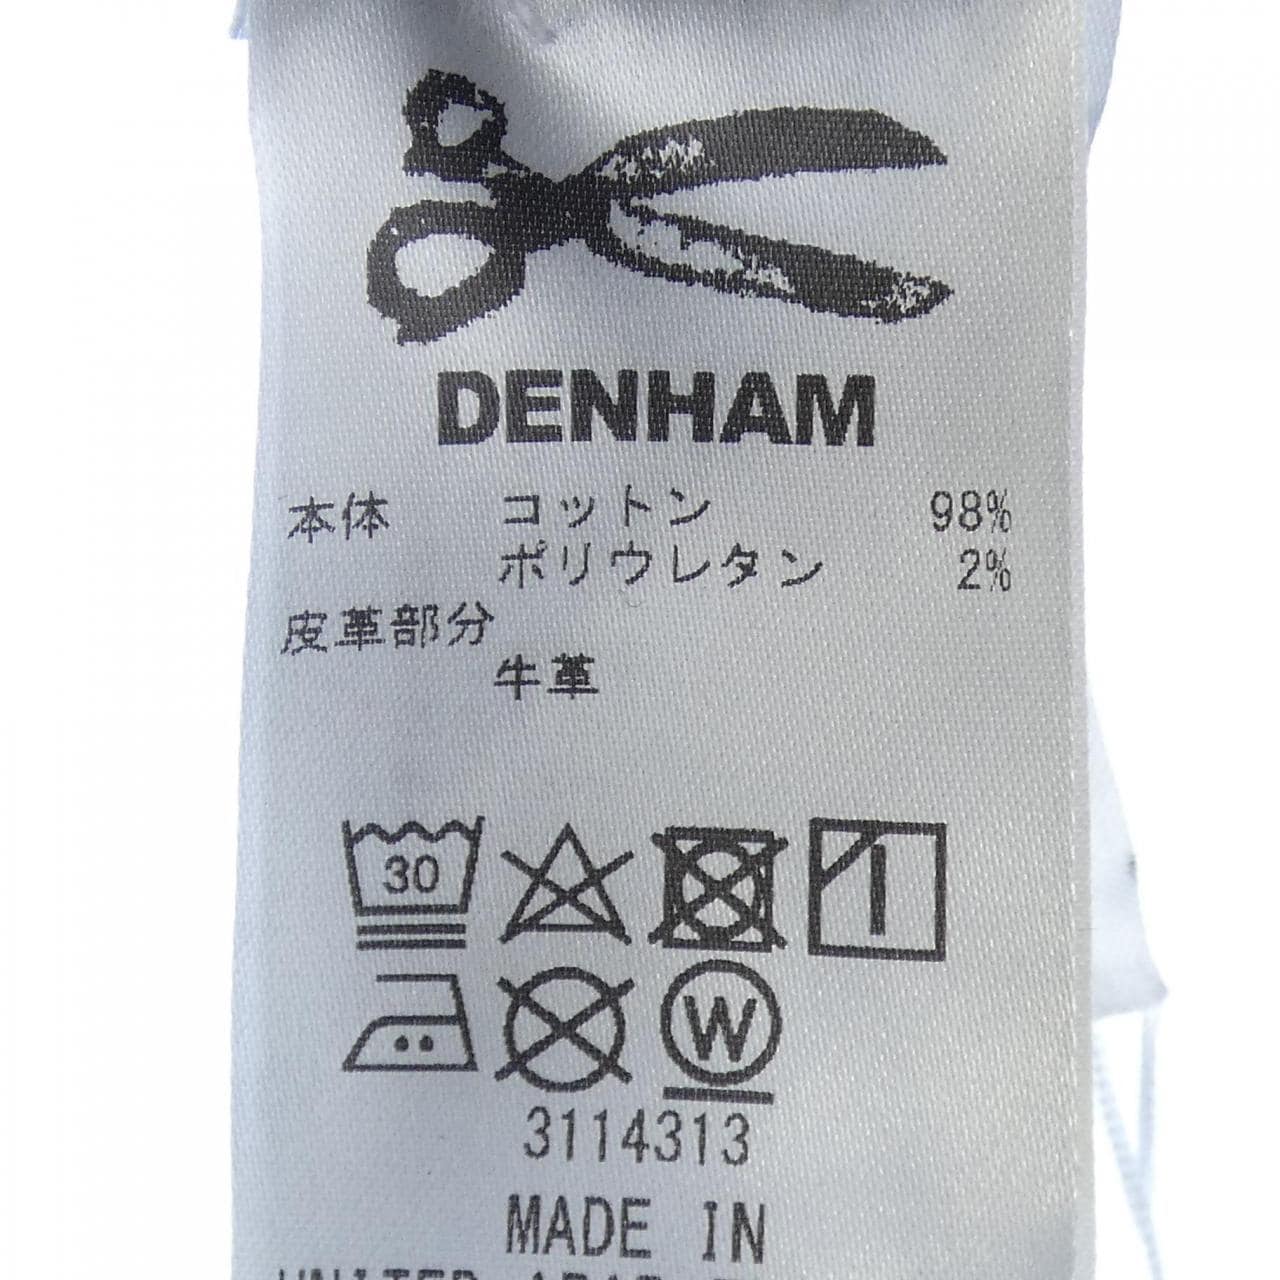 DENHAM
本体 コットン 98%
ポリウレタン 2%
皮革部分
牛革
30
W
3114313
MADE IN
UNITED